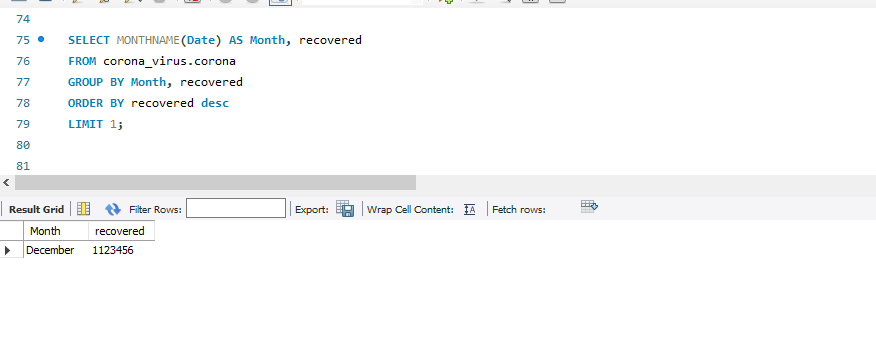 74
75 SELECT MONTHNAME(Date) AS Month, recovered
76 FROM corona_virus.corona
77 GROUP BY Month, recovered
78 ORDER BY recovered desc
79 LIMIT 1;
80
81
Result Grid Filter Rows: Export: Wrap Cell Content: Fetch rows:
Month recovered
December 1123456